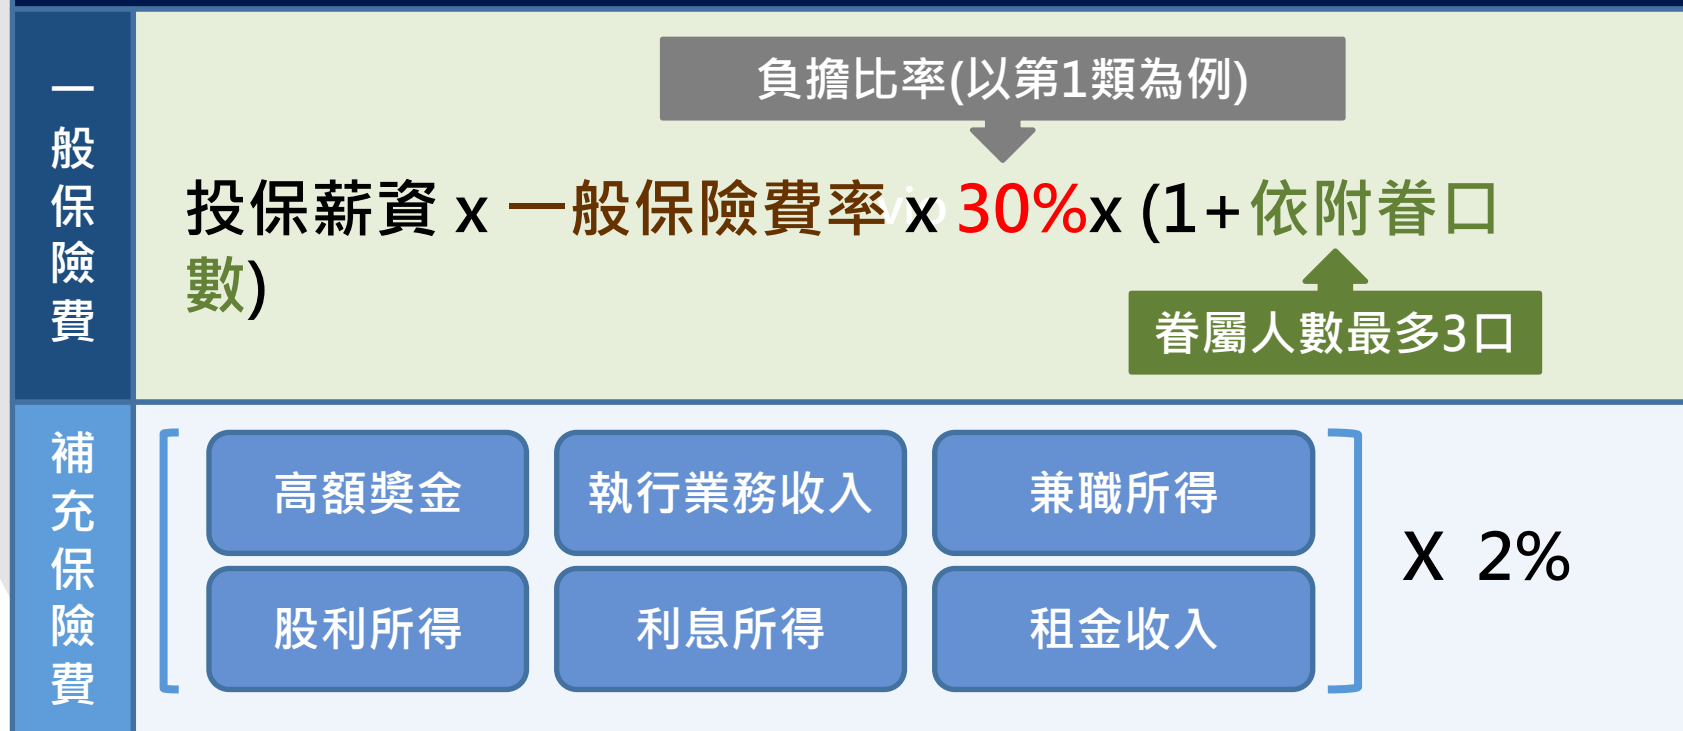 一般保險費
負擔比率(以第1類為例)
投保薪資 x 一般保險費率 x 30%x (1+依附眷口
數)
眷屬人數最多3口
補充保險費
高額獎金
執行業務收入
兼職所得
X 2%
股利所得
利息所得
租金收入